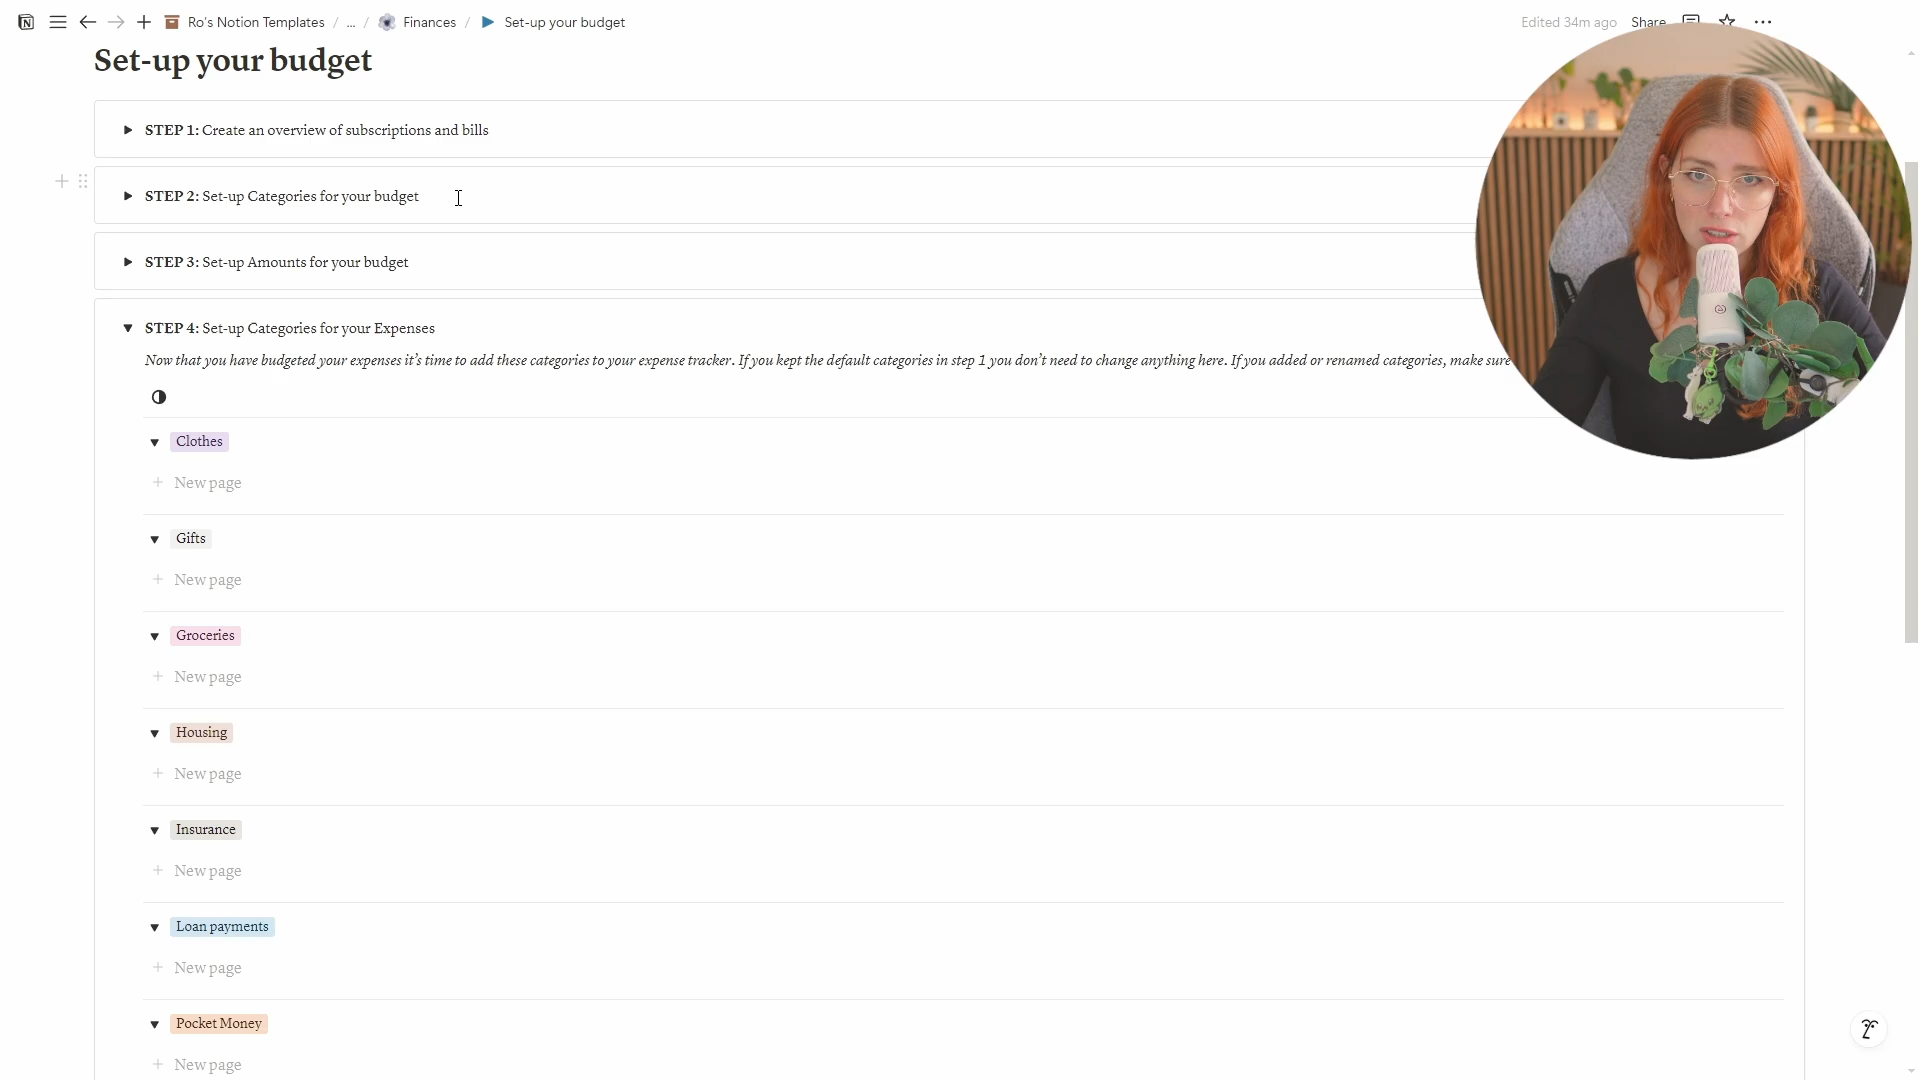 Ro's Notion Templates / ... / Finances / Set-up your budget
Edited 34m ago Share
Set-up your budget
STEP 1: Create an overview of subscriptions and bills
STEP 2: Set-up Categories for your budget
STEP 3: Set-up Amounts for your budget
STEP 4: Set-up Categories for your Expenses
Now that you have budgeted your expenses it's time to add these categories to your expense tracker. If you kept the default categories in step 1 you don't need to change anything here. If you added or renamed categories, make sure
Clothes
New page
Gifts
New page
Groceries
New page
Housing
New page
Insurance
New page
Loan payments
New page
Pocket Money
New page